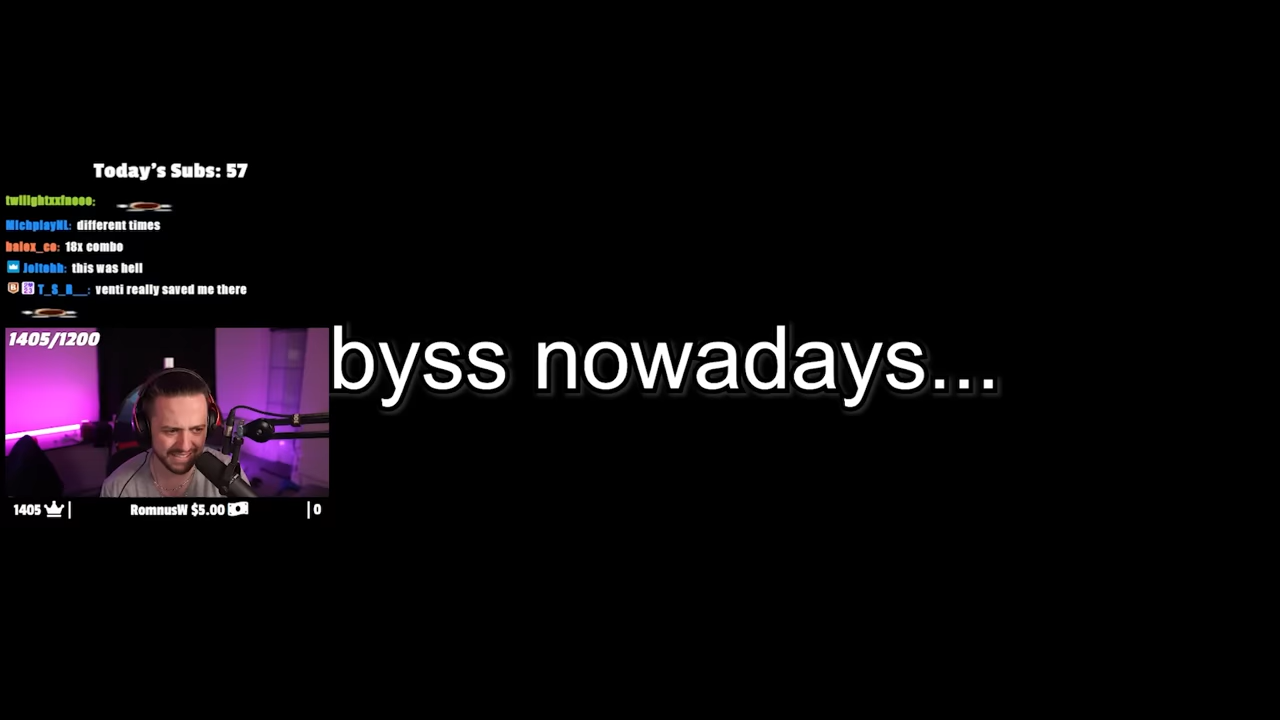 Today's Subs: 57
twilightxxfnooo:
MichplayNL: different times
balex_co: 18x combo
Joltohh: this was hell
T_S_B__: venti really saved me there
1405/1200
byss nowadays...
1405 | RomnusW $5.00 | 0